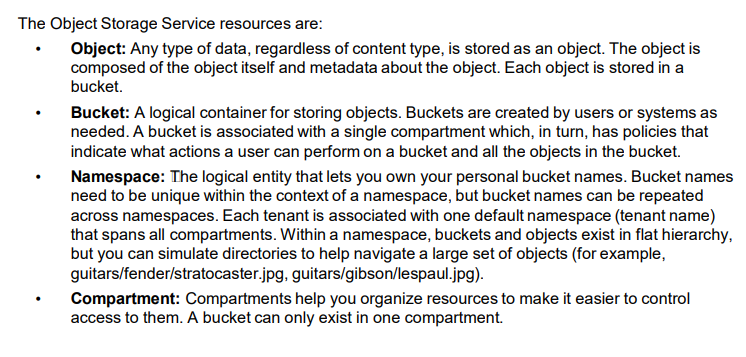 The Object Storage Service resources are:
• Object: Any type of data, regardless of content type, is stored as an object. The object is
composed of the object itself and metadata about the object. Each object is stored in a
bucket.
• Bucket: A logical container for storing objects. Buckets are created by users or systems as
needed. A bucket is associated with a single compartment which, in turn, has policies that
indicate what actions a user can perform on a bucket and all the objects in the bucket.
• Namespace: The logical entity that lets you own your personal bucket names. Bucket names
need to be unique within the context of a namespace, but bucket names can be repeated
across namespaces. Each tenant is associated with one default namespace (tenant name)
that spans all compartments. Within a namespace, buckets and objects exist in flat hierarchy,
but you can simulate directories to help navigate a large set of objects (for example,
guitars/fender/stratocaster.jpg, guitars/gibson/lespaul.jpg).
• Compartment: Compartments help you organize resources to make it easier to control
access to them. A bucket can only exist in one compartment.